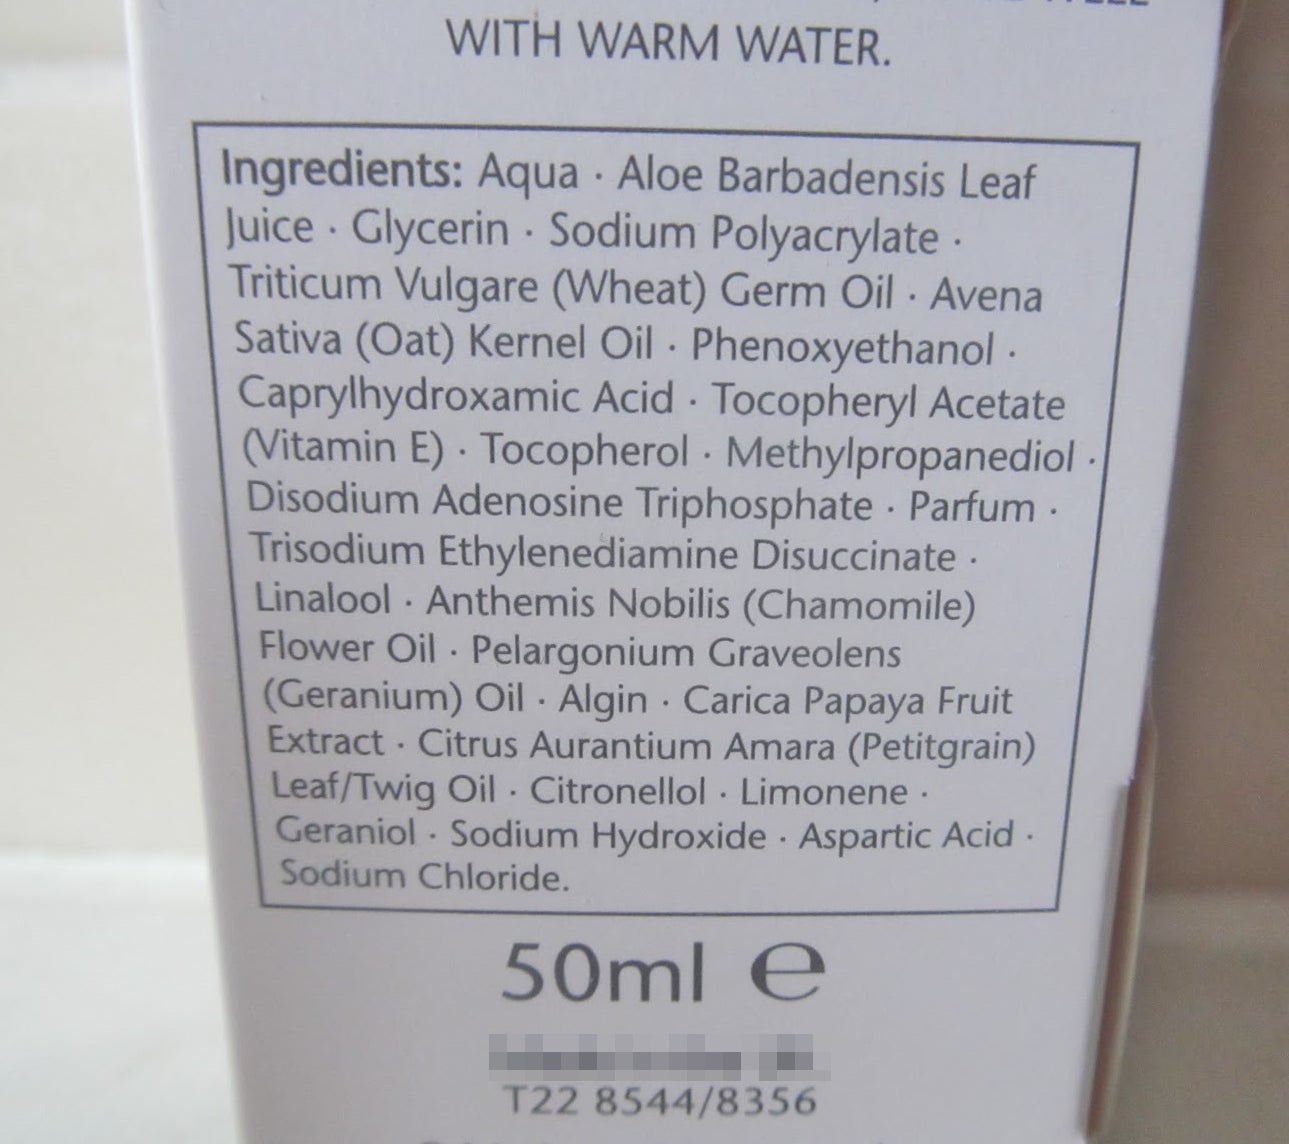 WITH WARM WATER.
Ingredients: Aqua · Aloe Barbadensis Leaf
Juice · Glycerin · Sodium Polyacrylate ·
Triticum Vulgare (Wheat) Germ Oil · Avena
Sativa (Oat) Kernel Oil · Phenoxyethanol ·
Caprylhydroxamic Acid · Tocopheryl Acetate
(Vitamin E) · Tocopherol · Methylpropanediol ·
Disodium Adenosine Triphosphate · Parfum ·
Trisodium Ethylenediamine Disuccinate ·
Linalool · Anthemis Nobilis (Chamomile)
Flower Oil · Pelargonium Graveolens
(Geranium) Oil · Algin · Carica Papaya Fruit
Extract · Citrus Aurantium Amara (Petitgrain)
Leaf/Twig Oil · Citronellol · Limonene ·
Geraniol · Sodium Hydroxide · Aspartic Acid ·
Sodium Chloride.
50ml ℮
T22 8544/8356